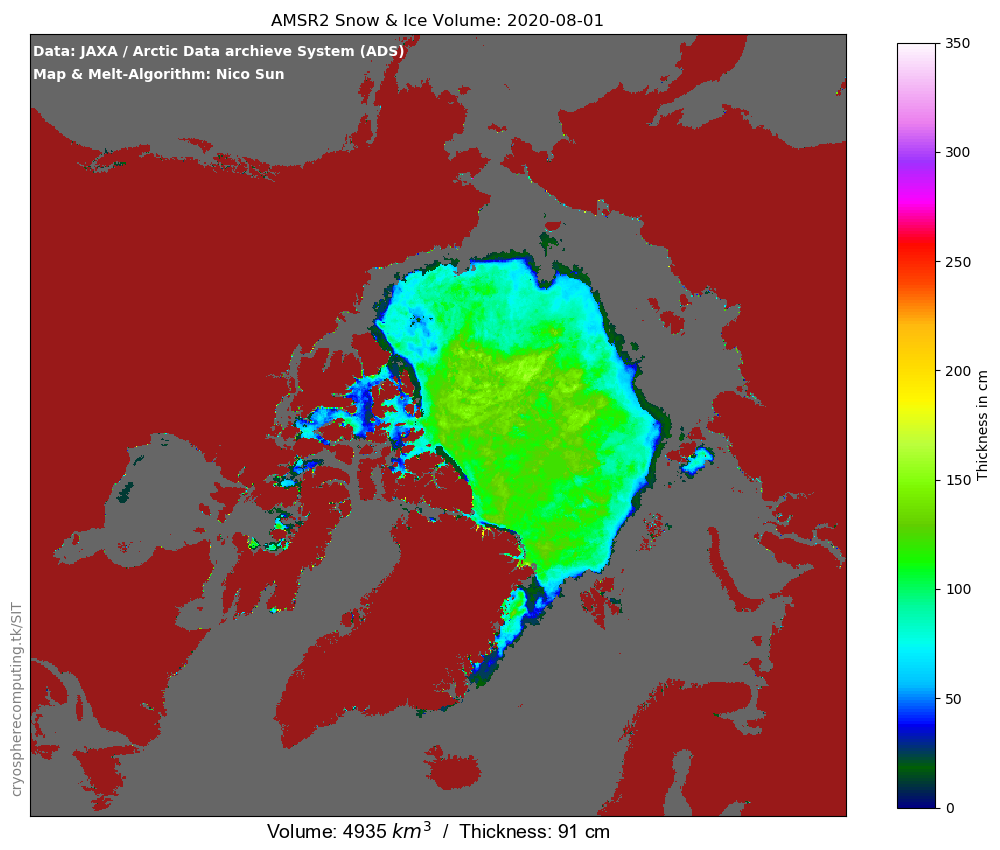 AMSR2 Snow & Ice Volume: 2020-08-01
Data: JAXA / Arctic Data archieve System (ADS)
Map & Melt-Algorithm: Nico Sun
350
300
250
200
150
100
50
0
Thickness in cm
cryospherecomputing.tk/SIT
Volume: 4935 km³ / Thickness: 91 cm